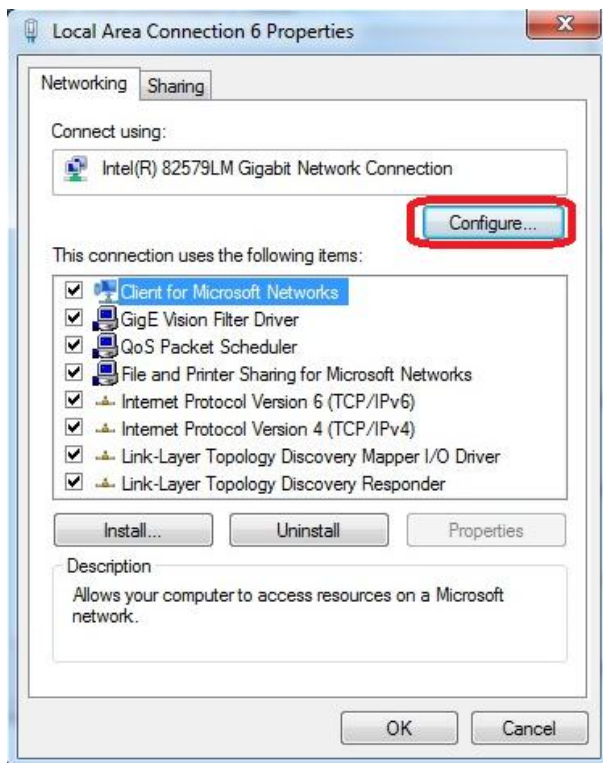 Local Area Connection 6 Properties
Networking
Sharing
Connect using:
Intel(R) 82579LM Gigabit Network Connection
Configure...
This connection uses the following items:
Client for Microsoft Networks
GigE Vision Filter Driver
QoS Packet Scheduler
File and Printer Sharing for Microsoft Networks
Internet Protocol Version 6 (TCP/IPv6)
Internet Protocol Version 4 (TCP/IPv4)
Link-Layer Topology Discovery Mapper I/O Driver
Link-Layer Topology Discovery Responder
Install...
Uninstall
Properties
Description
Allows your computer to access resources on a Microsoft
network.
OK
Cancel